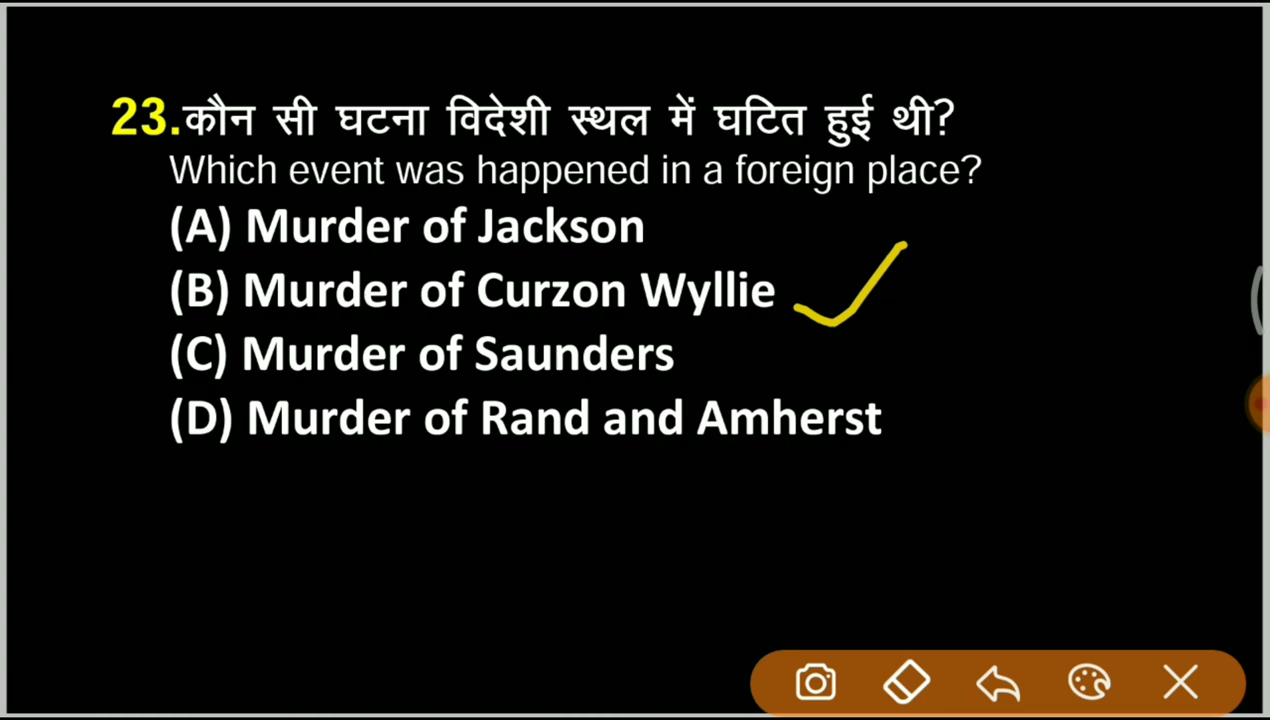 23.कौन सी घटना विदेशी स्थल में घटित हुई थी?
Which event was happened in a foreign place?
(A) Murder of Jackson
(B) Murder of Curzon Wyllie
(C) Murder of Saunders
(D) Murder of Rand and Amherst